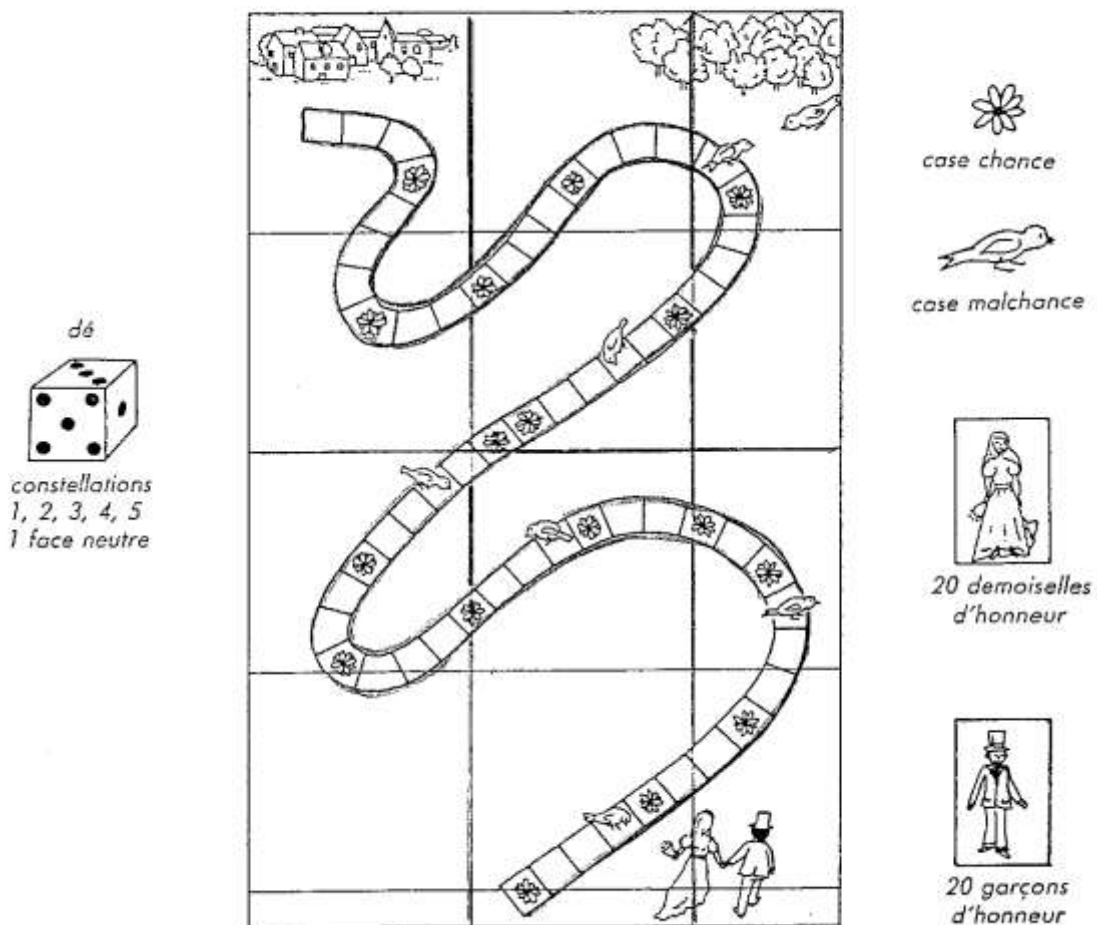 dé
constellations
1, 2, 3, 4, 5
1 face neutre
case chance
case malchance
20 demoiselles
d'honneur
20 garçons
d'honneur